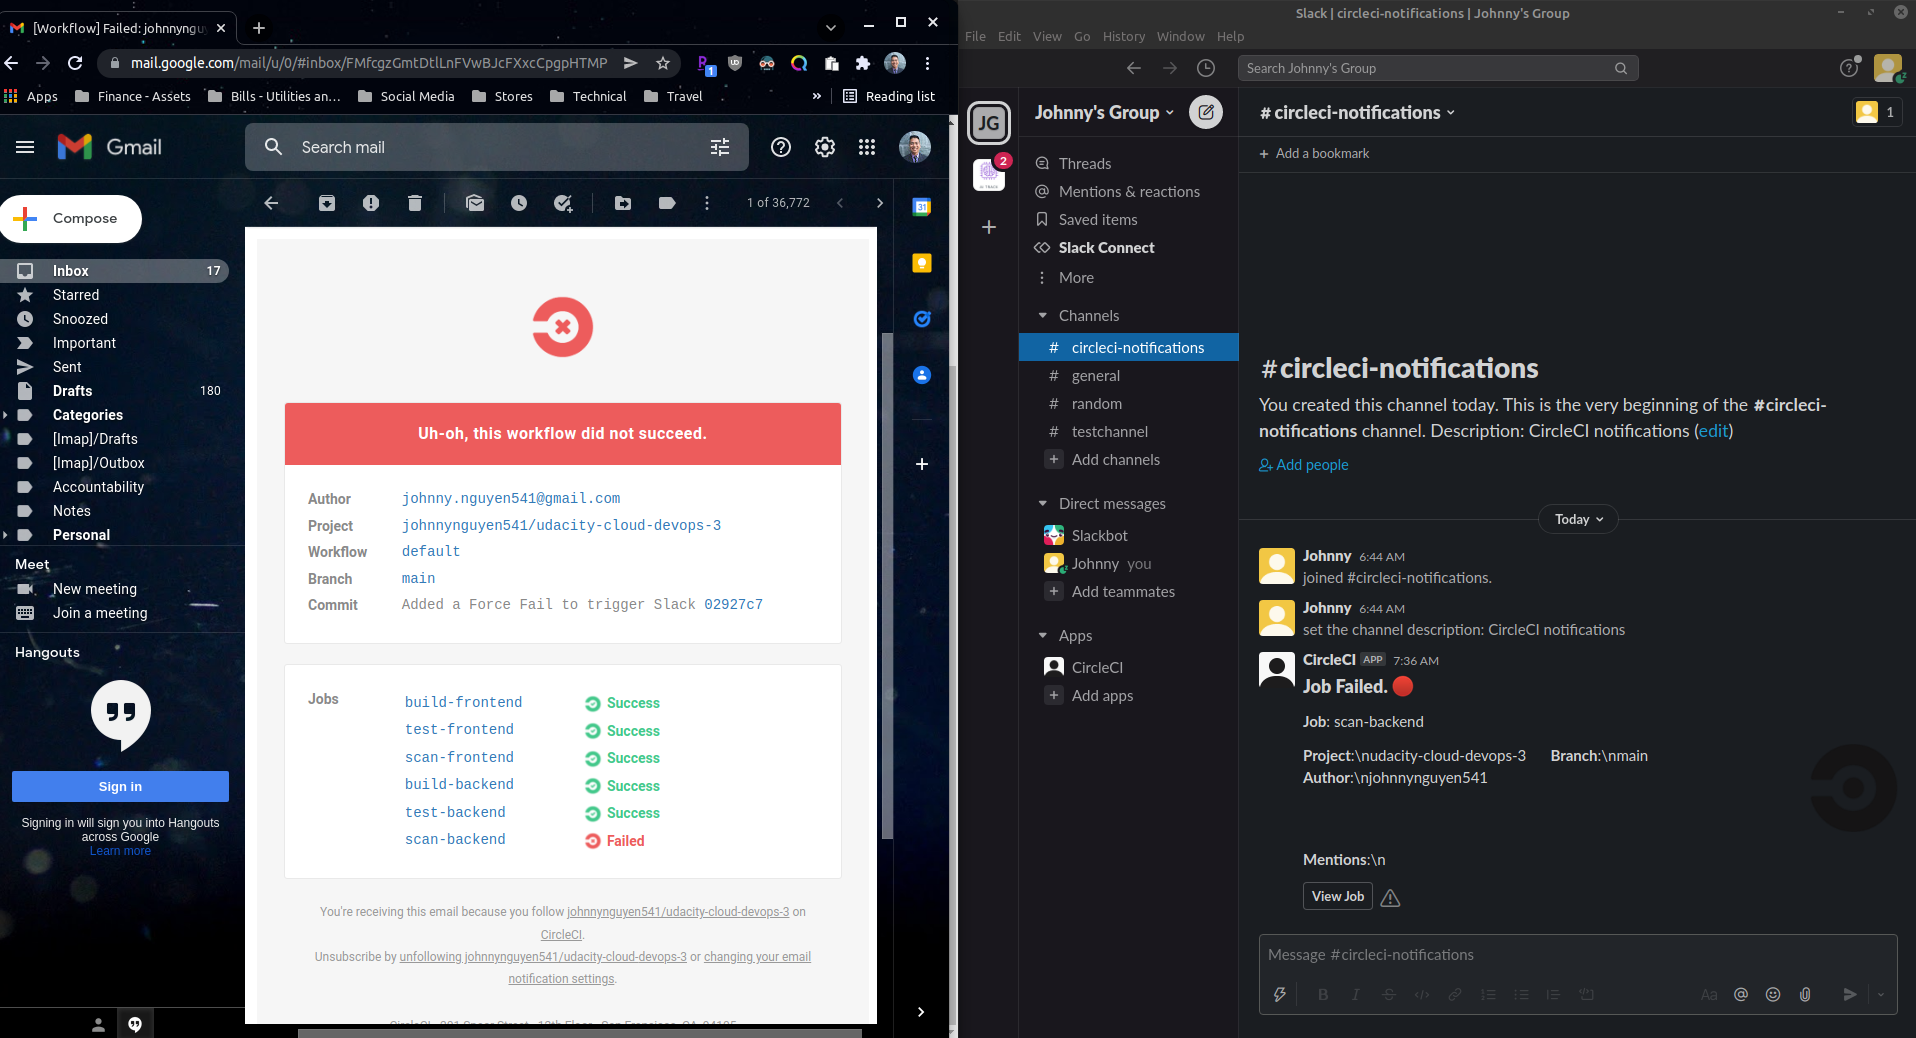 [Workflow] Failed: johnnyngu
mail.google.com/mail/u/0/#inbox/FMfcgzGmtDtlLnFVwBJcFXxcCpgpHTMP
1
Apps
Finance - Assets
Bills - Utilities an...
Social Media
Stores
Technical
Travel
»
Reading list
Gmail
Search mail
Compose
1 of 36,772
Inbox 17
Starred
Snoozed
Important
Sent
Drafts 180
Categories
[Imap]/Drafts
[Imap]/Outbox
Accountability
Notes
Personal
Meet
New meeting
Join a meeting
Hangouts
Sign in
Signing in will sign you into Hangouts
across Google
Learn more
31
Uh-oh, this workflow did not succeed.
Author johnny.nguyen541@gmail.com
Project johnnynguyen541/udacity-cloud-devops-3
Workflow default
Branch main
Commit Added a Force Fail to trigger Slack 02927c7
Jobs build-frontend Success
test-frontend Success
scan-frontend Success
build-backend Success
test-backend Success
scan-backend Failed
You're receiving this email because you follow johnnynguyen541/udacity-cloud-devops-3 on
CircleCI.
Unsubscribe by unfollowing johnnynguyen541/udacity-cloud-devops-3 or changing your email
notification settings.
Slack | circleci-notifications | Johnny's Group
File Edit View Go History Window Help
Search Johnny's Group
JG
2
Johnny's Group
Threads
Mentions & reactions
Saved items
Slack Connect
More
Channels
# circleci-notifications
# general
# random
# testchannel
+ Add channels
Direct messages
Slackbot
Johnny you
+ Add teammates
Apps
CircleCI
+ Add apps
# circleci-notifications
1
+ Add a bookmark
#circleci-notifications
You created this channel today. This is the very beginning of the #circleci-
notifications channel. Description: CircleCI notifications (edit)
Add people
Today
Johnny 6:44 AM
joined #circleci-notifications.
Johnny 6:44 AM
set the channel description: CircleCI notifications
CircleCI APP 7:36 AM
Job Failed.
Job: scan-backend
Project:\nudacity-cloud-devops-3 Branch:\nmain
Author:\njohnnynguyen541
Mentions:\n
View Job
Message #circleci-notifications
B I S
Aa @